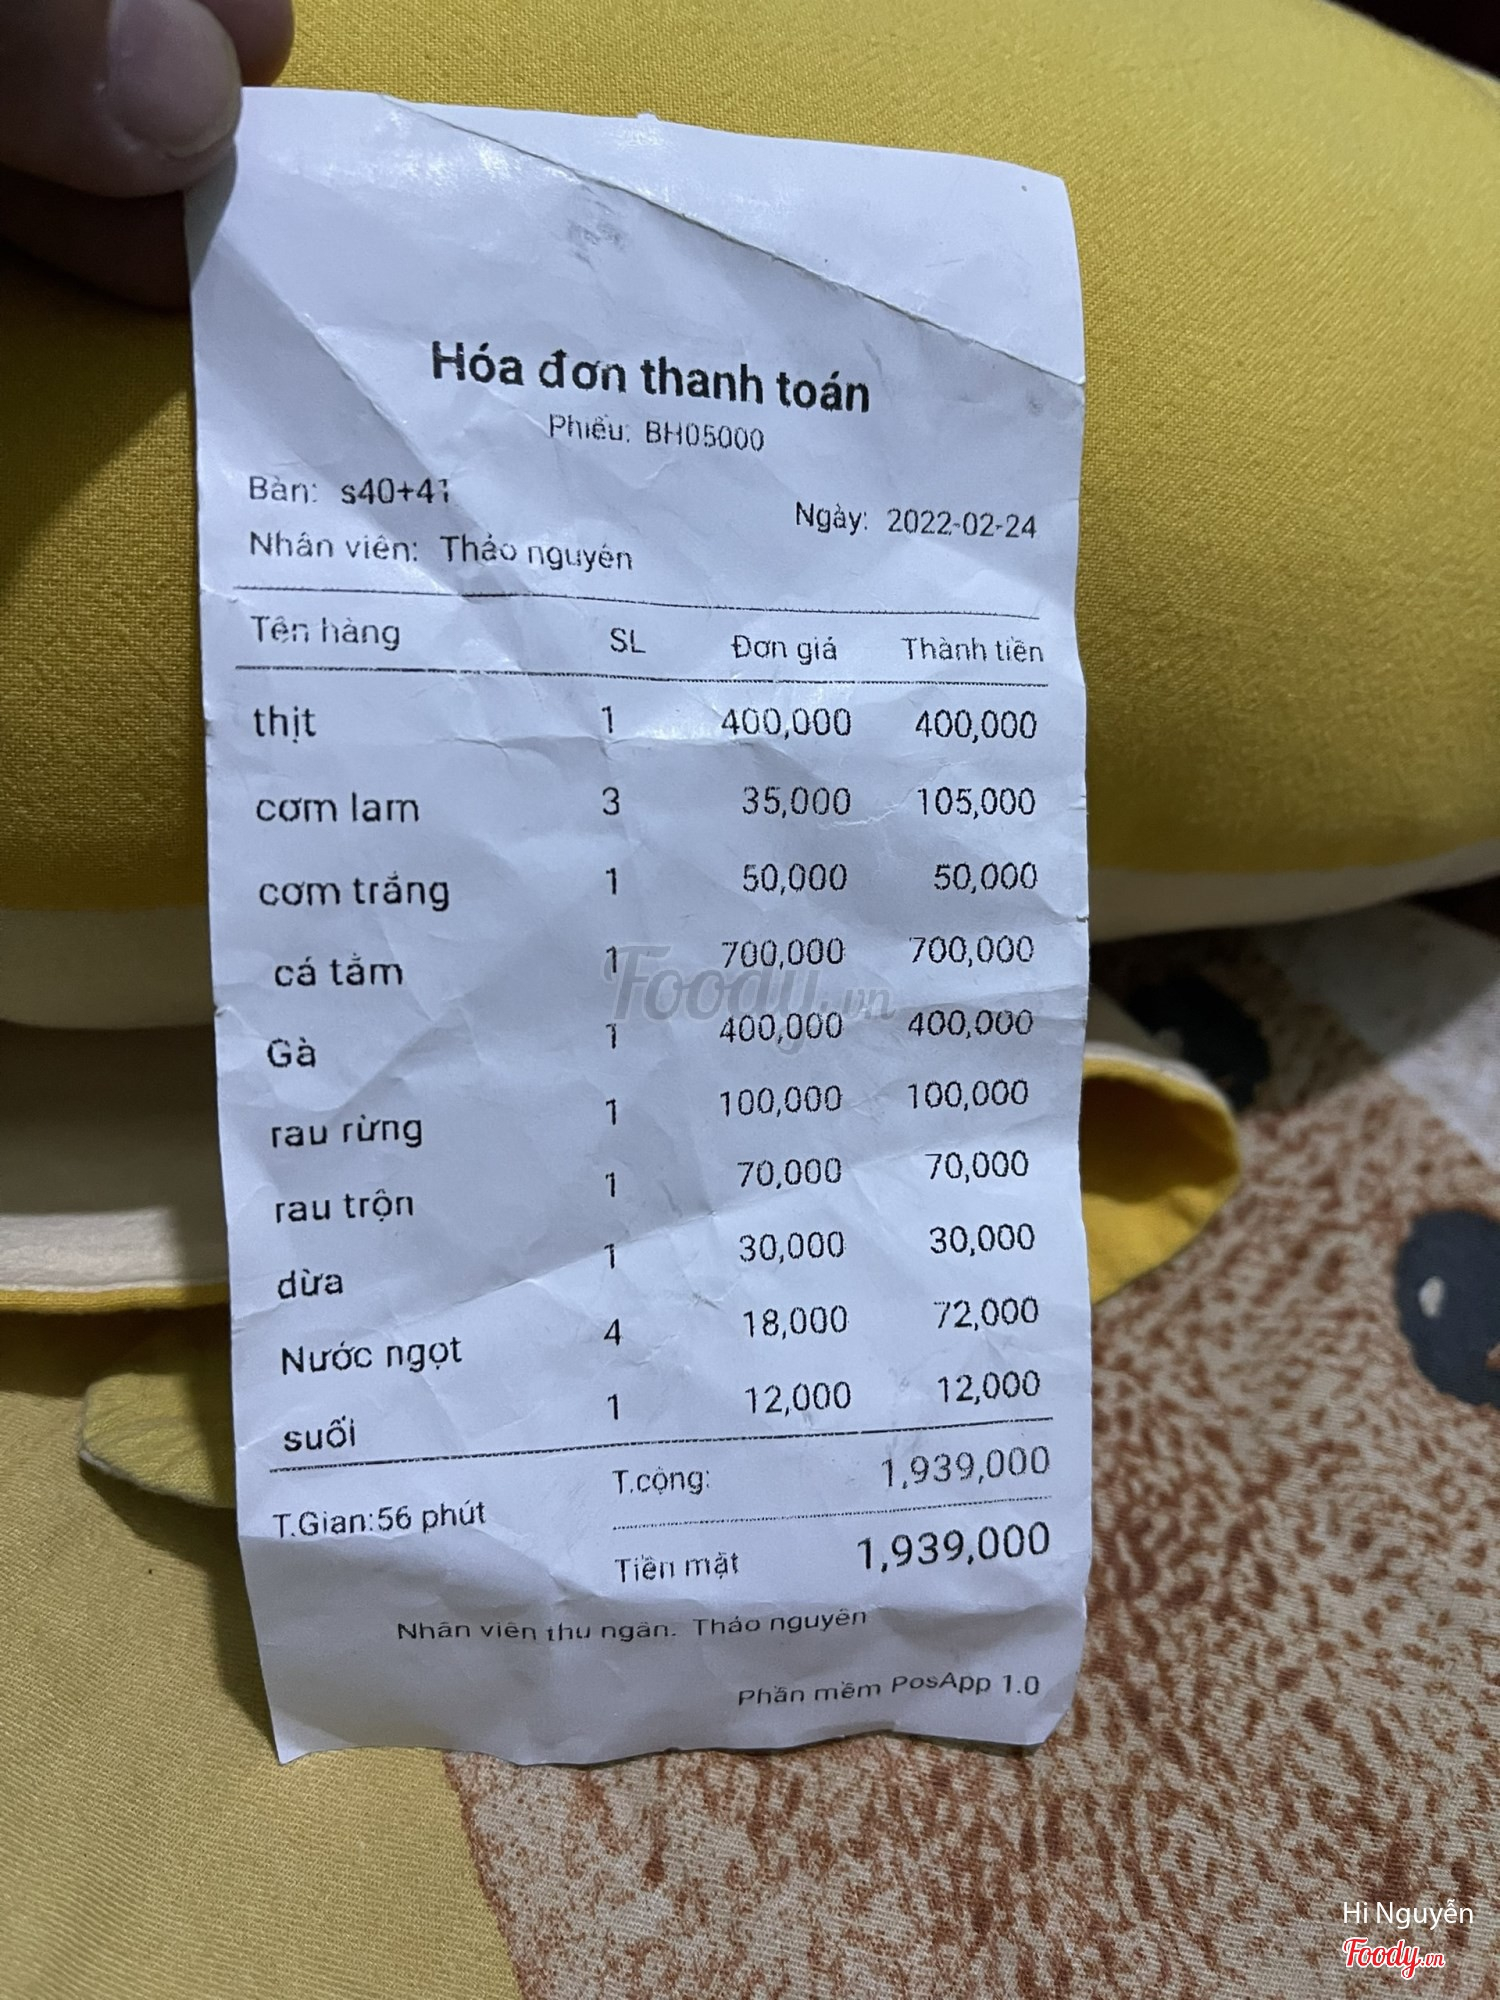 Hóa đơn thanh toán
Phiếu: BH05000
Bàn: s40+41
Ngày: 2022-02-24
Nhân viên: Thảo nguyên
Tên hàng SL Đơn giá Thành tiền
thịt 1 400,000 400,000
cơm lam 3 35,000 105,000
cơm trắng 1 50,000 50,000
cá tầm 1 700,000 700,000
Gà 1 400,000 400,000
rau rừng 1 100,000 100,000
rau trộn 1 70,000 70,000
dừa 1 30,000 30,000
Nước ngọt 4 18,000 72,000
suối 1 12,000 12,000
T.cộng: 1,939,000
T.Gian:56 phút
Tiền mặt 1,939,000
Nhân viên thu ngân: Thảo nguyên
Phần mềm PosApp 1.0
Foody.vn
Hi Nguyễn
Foody.vn